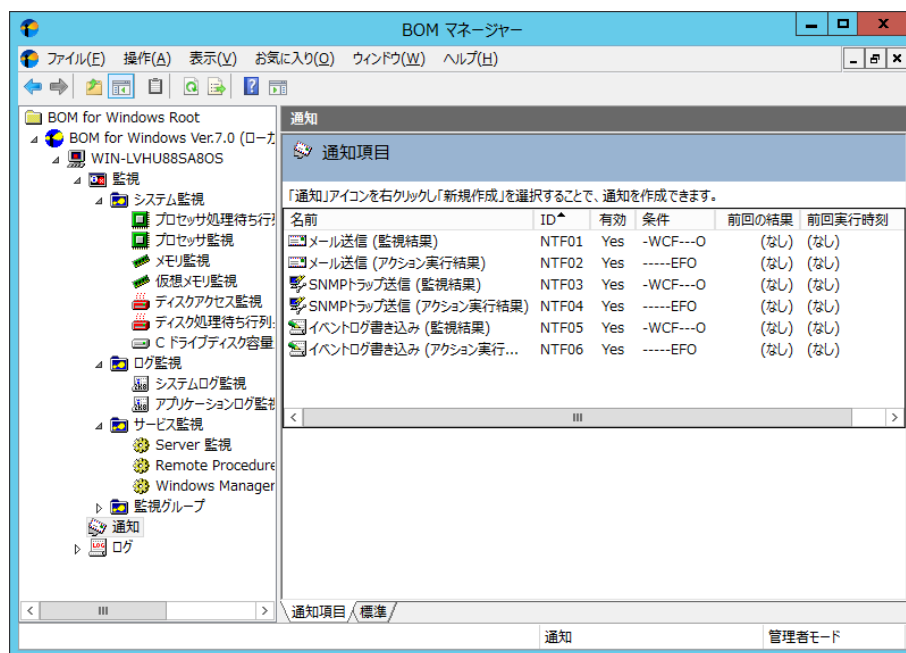 BOM マネージャー
ファイル(F) 操作(A) 表示(V) お気に入り(O) ウィンドウ(W) ヘルプ(H)
BOM for Windows Root
BOM for Windows Ver.7.0 (ローカ
WIN-LVHU88SA8OS
監視
システム監視
プロセッサ処理待ち行列
プロセッサ監視
メモリ監視
仮想メモリ監視
ディスクアクセス監視
ディスク処理待ち行列
C ドライブディスク容量
ログ監視
システムログ監視
アプリケーションログ監視
サービス監視
Server 監視
Remote Procedure
Windows Manager
監視グループ
通知
ログ
通知
通知項目
「通知」アイコンを右クリックし「新規作成」を選択することで、通知を作成できます。
名前 ID 有効 条件 前回の結果 前回実行時刻
メール送信 (監視結果) NTF01 Yes -WCF---O (なし) (なし)
メール送信 (アクション実行結果) NTF02 Yes -----EFO (なし) (なし)
SNMPトラップ送信 (監視結果) NTF03 Yes -WCF---O (なし) (なし)
SNMPトラップ送信 (アクション実行結果) NTF04 Yes -----EFO (なし) (なし)
イベントログ書き込み (監視結果) NTF05 Yes -WCF---O (なし) (なし)
イベントログ書き込み (アクション実行... NTF06 Yes -----EFO (なし) (なし)
通知項目 標準
通知 管理者モード